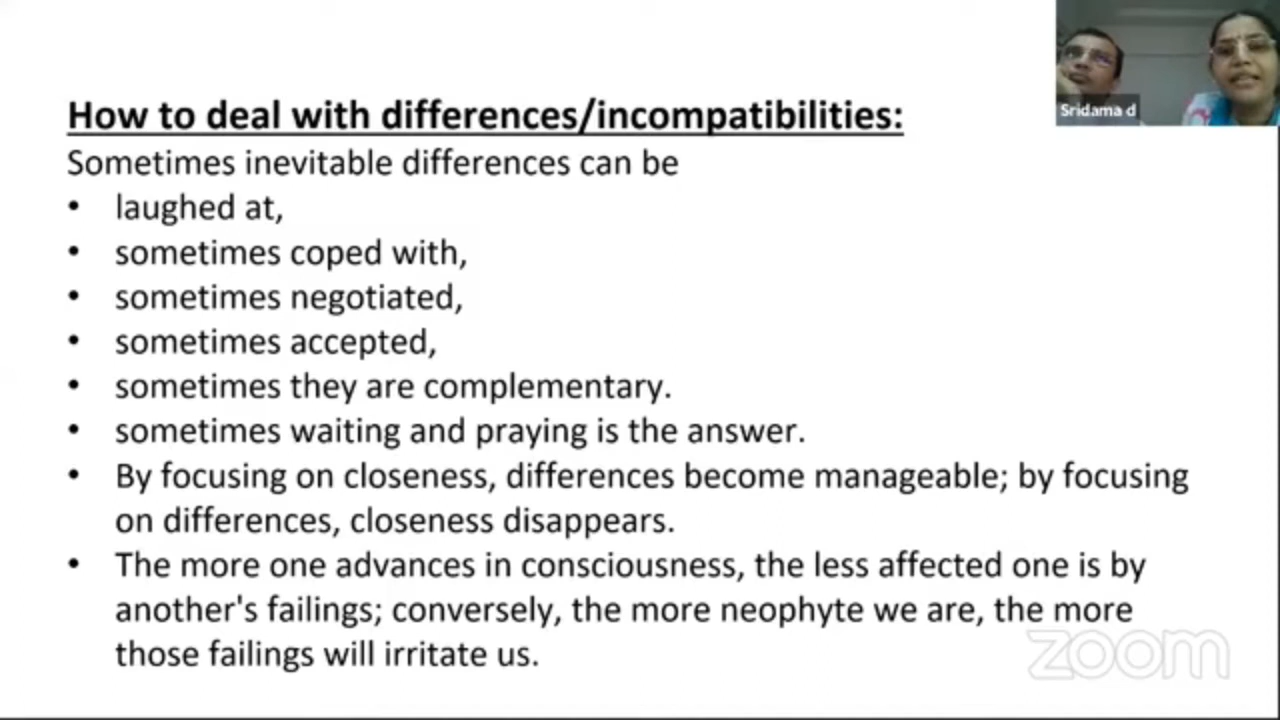 Sridama d
How to deal with differences/incompatibilities:
Sometimes inevitable differences can be
• laughed at,
• sometimes coped with,
• sometimes negotiated,
• sometimes accepted,
• sometimes they are complementary.
• sometimes waiting and praying is the answer.
• By focusing on closeness, differences become manageable; by focusing
on differences, closeness disappears.
• The more one advances in consciousness, the less affected one is by
another's failings; conversely, the more neophyte we are, the more
those failings will irritate us.
zoom